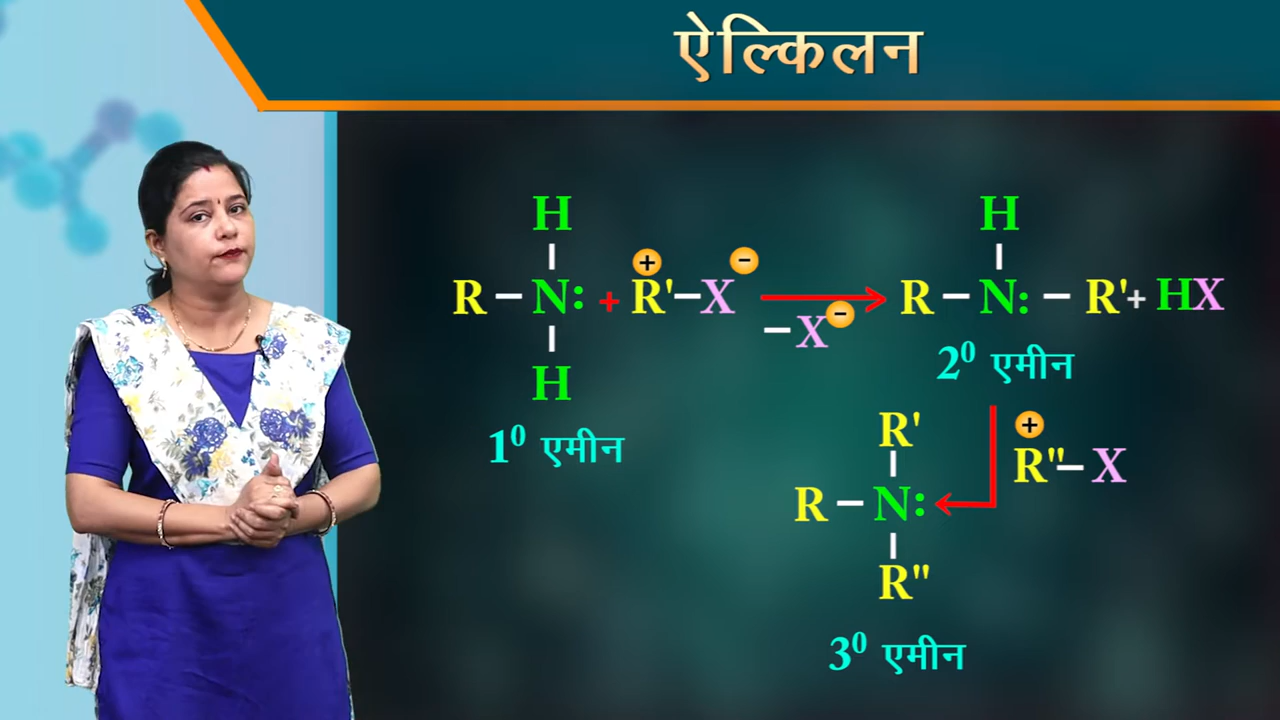 ऐल्किलन
H
R – N: + R'–X → R – N: – R' + HX
⊕ ⊖
– X ⊖
H
H
1⁰ एमीन
2⁰ एमीन
⊕
R"– X
R'
R – N:
R"
3⁰ एमीन